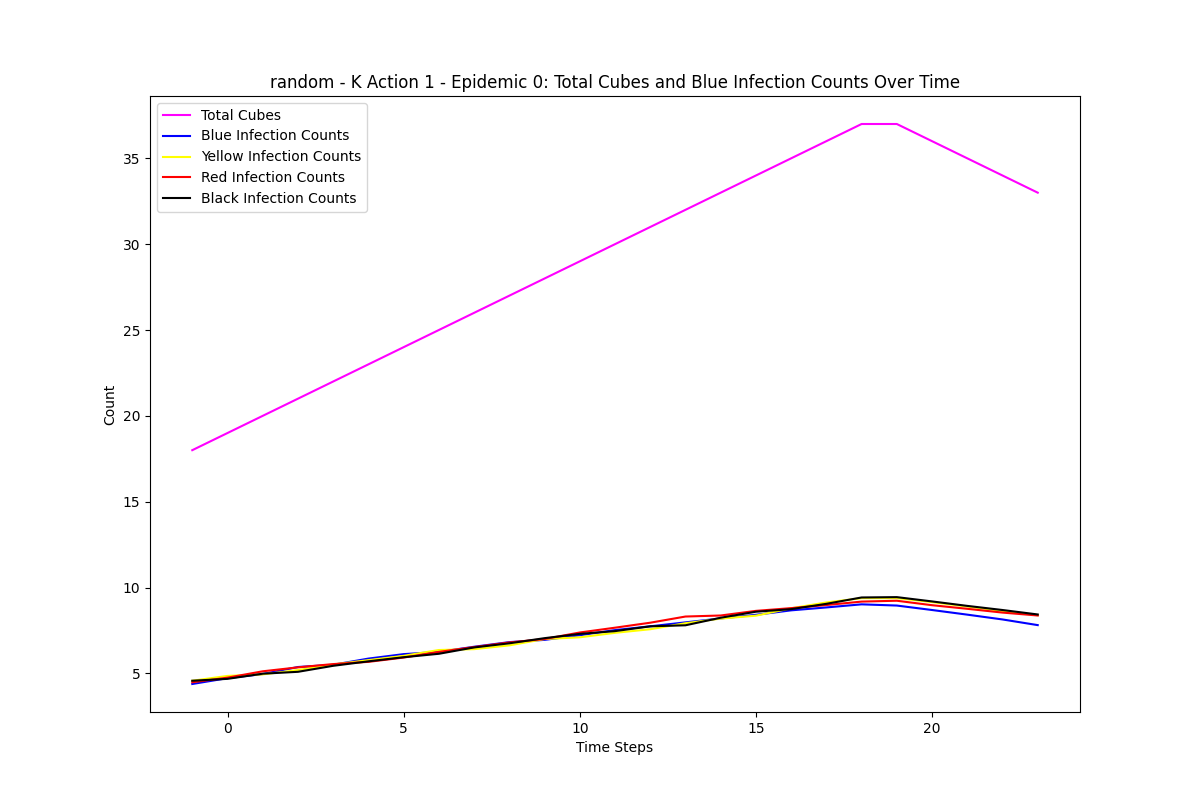 random - K Action 1 - Epidemic 0: Total Cubes and Blue Infection Counts Over Time
Total Cubes
Blue Infection Counts
Yellow Infection Counts
Red Infection Counts
Black Infection Counts
35
30
25
20
15
10
5
Count
0 5 10 15 20
Time Steps